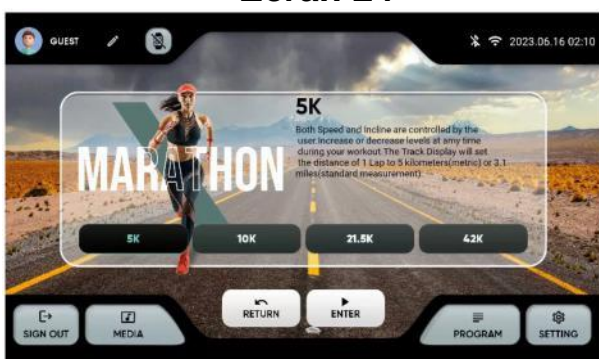 GUEST
2023.06.16 02:10
5K
Both Speed and Incline are controlled by the
user.Increase or decrease levels at any time
during your workout.The Track Display will set
the distance of 1 Lap to 5 kilometers(metric) or 3.1
miles(standard measurement)
MARATHON
5K
10K
21.5K
42K
SIGN OUT
MEDIA
RETURN
ENTER
PROGRAM
SETTING